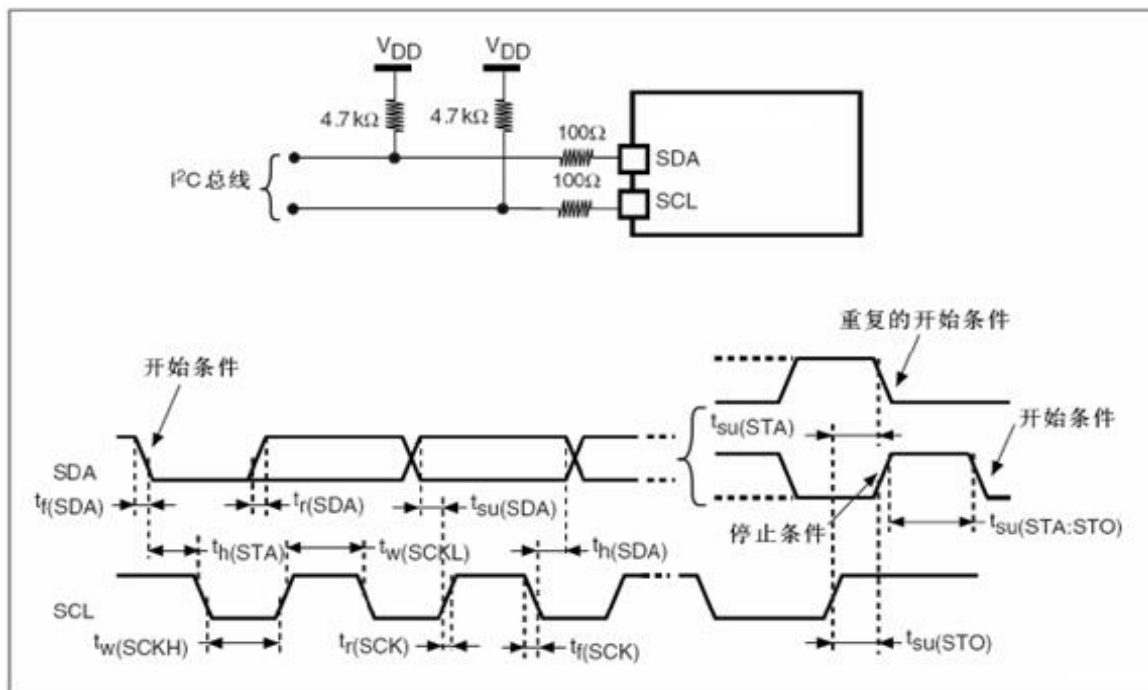 VDD VDD
4.7kΩ 4.7kΩ
100Ω
SDA
I²C总线
100Ω
SCL
重复的开始条件
开始条件
开始条件
tsu(STA)
SDA
tf(SDA) tr(SDA) tsu(SDA)
停止条件
tsu(STA:STO)
th(STA) tw(SCKL) th(SDA)
SCL
tw(SCKH) tr(SCK) tf(SCK) tsu(STO)